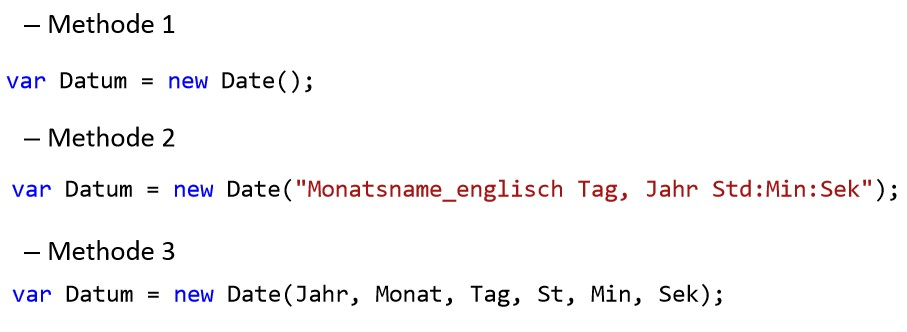 – Methode 1
var Datum = new Date();
– Methode 2
var Datum = new Date("Monatsname_englisch Tag, Jahr Std:Min:Sek");
– Methode 3
var Datum = new Date(Jahr, Monat, Tag, St, Min, Sek);